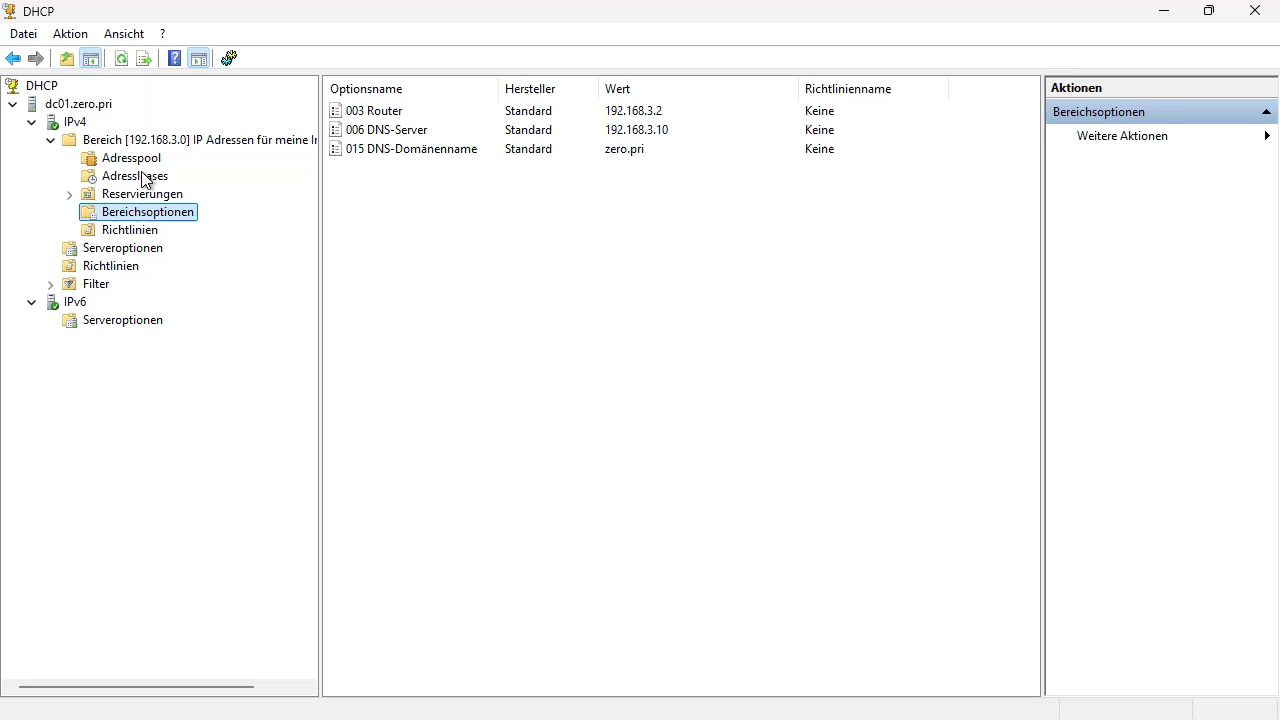 DHCP
Datei Aktion Ansicht ?
DHCP
dc01.zero.pri
IPv4
Bereich [192.168.3.0] IP Adressen für meine
Adresspool
Reservierungen
Bereichsoptionen
Richtlinien
Serveroptionen
Richtlinien
Filter
IPv6
Serveroptionen
Optionsname Hersteller Wert Richtlinienname
003 Router Standard 192.168.3.2 Keine
006 DNS-Server Standard 192.168.3.10 Keine
015 DNS-Domänenname Standard zero.pri Keine
Aktionen
Bereichsoptionen
Weitere Aktionen